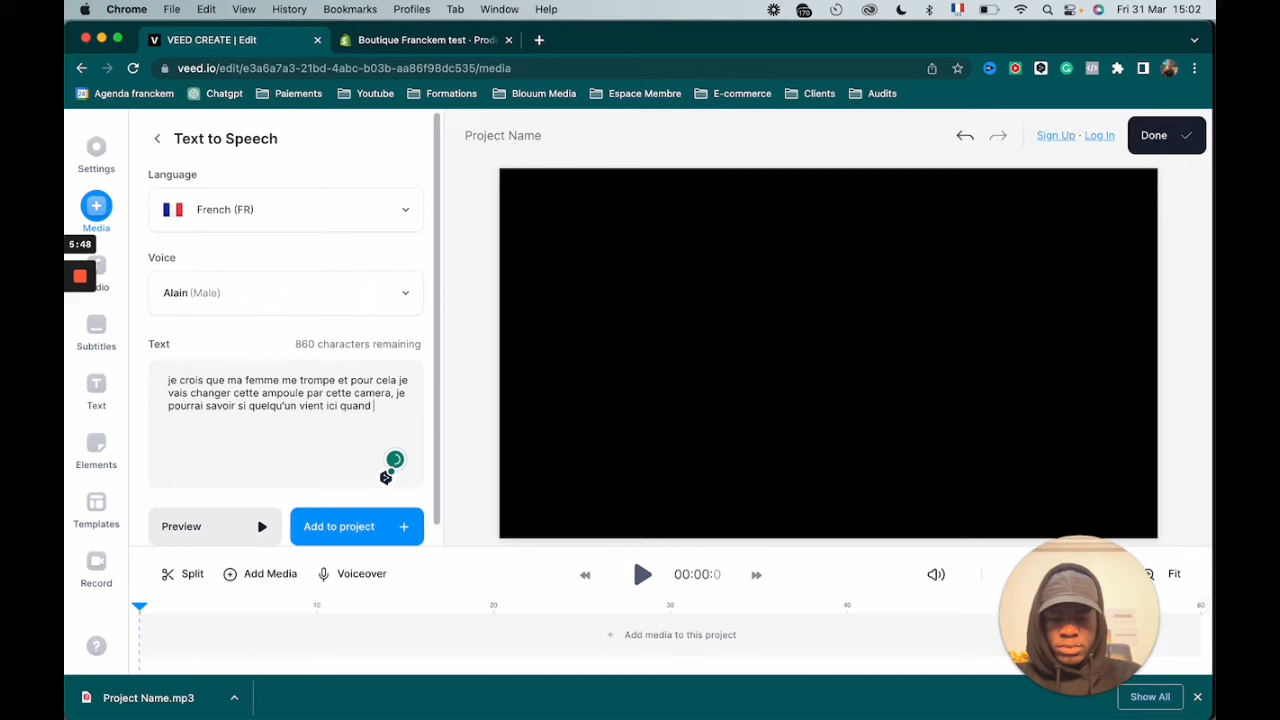 Chrome File Edit View History Bookmarks Profiles Tab Window Help 170 Fri 31 Mar 15:02
VEED CREATE | Edit Boutique Franckem test · Prod
veed.io/edit/e3a6a7a3-21bd-4abc-b03b-aa86f98dc535/media
Agenda franckem Chatgpt Paiements Youtube Formations Blouum Media Espace Membre E-commerce Clients Audits
Text to Speech
Project Name
Sign Up · Log In
Done
Settings
Media
5:48
dio
Subtitles
Text
Elements
Templates
Record
Language
French (FR)
Voice
Alain (Male)
Text 860 characters remaining
je crois que ma femme me trompe et pour cela je
vais changer cette ampoule par cette camera, je
pourrai savoir si quelqu'un vient ici quand
Preview
Add to project +
Split Add Media Voiceover 00:00:0 Fit
10 20 30 40 60
+ Add media to this project
?
Project Name.mp3
Show All